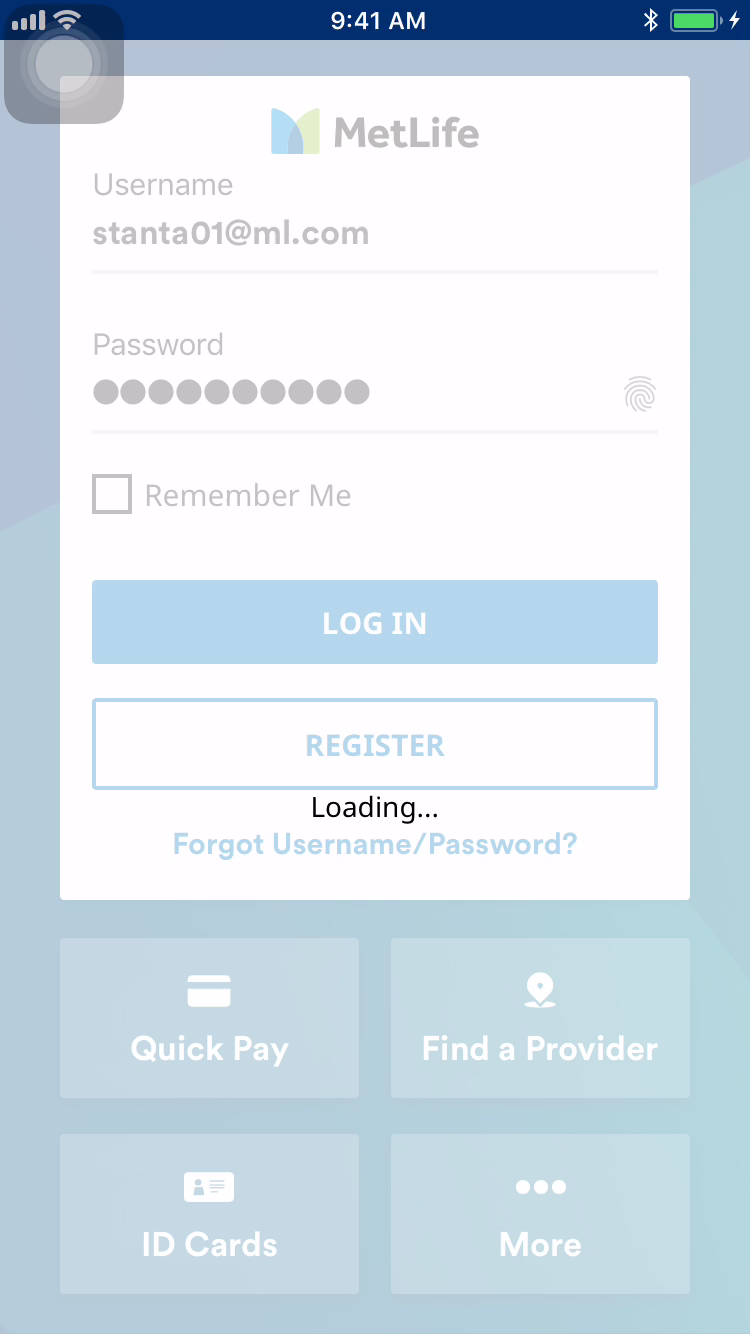 9:41 AM
MetLife
Username
stanta01@ml.com
Password
●●●●●●●●●●
Remember Me
LOG IN
REGISTER
Loading...
Forgot Username/Password?
Quick Pay
Find a Provider
ID Cards
More